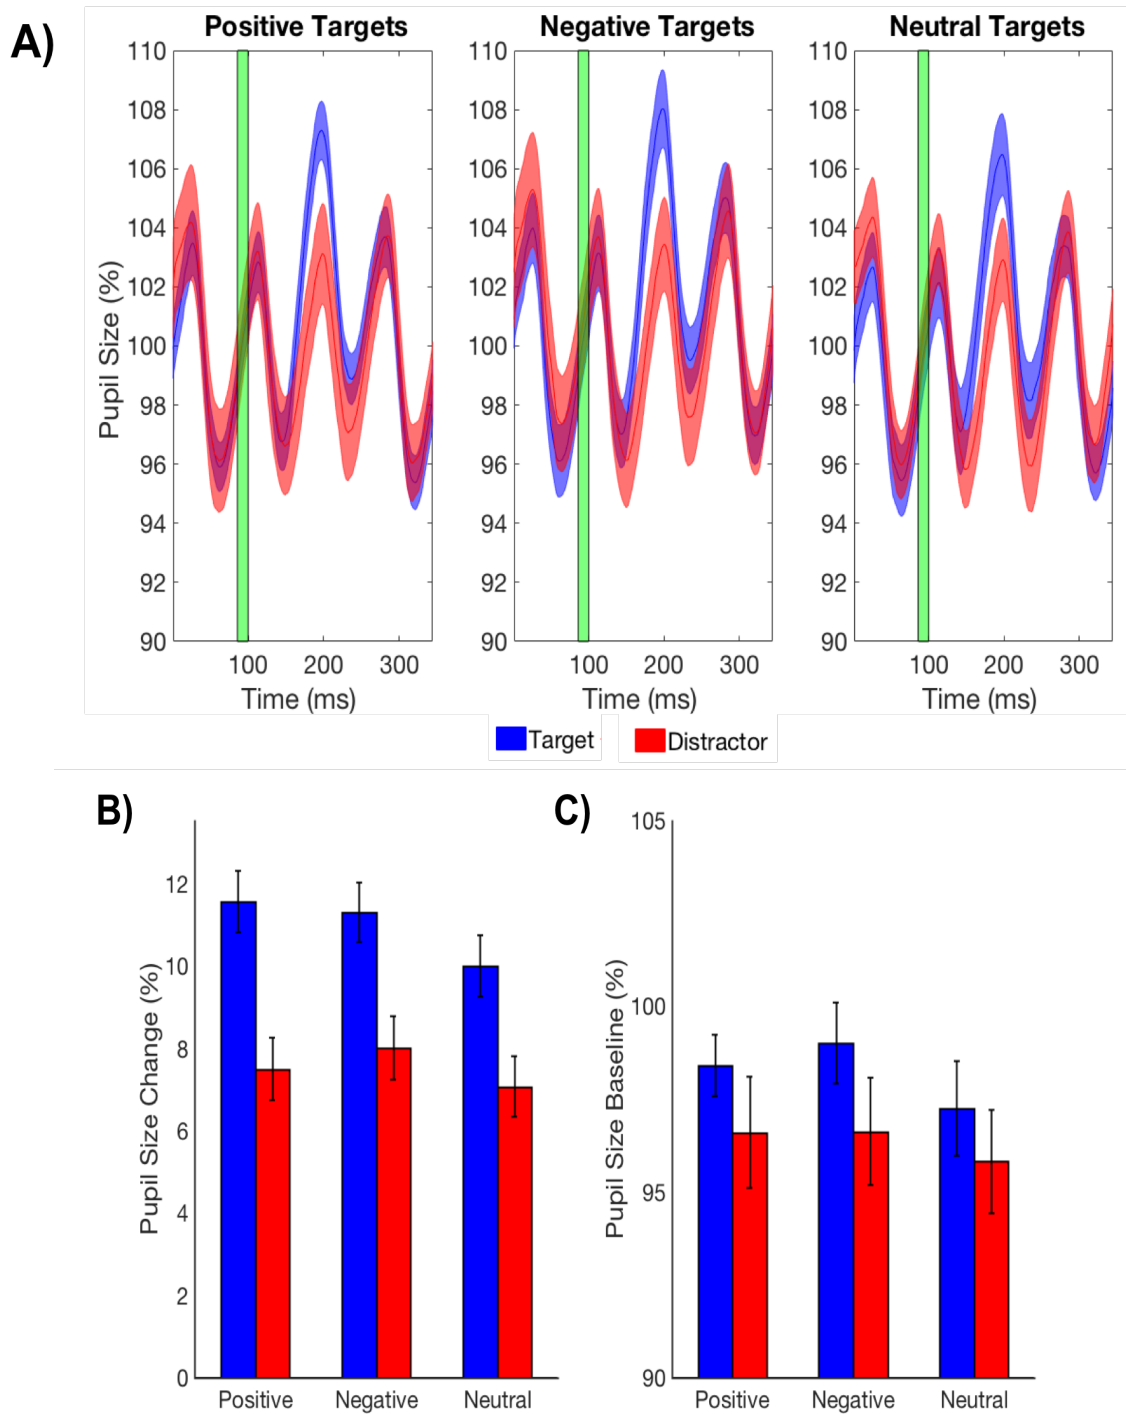 A)
Positive Targets
Negative Targets
Neutral Targets
Pupil Size (%)
110
108
106
104
102
100
98
96
94
92
90
100 200 300
Time (ms)
110
108
106
104
102
100
98
96
94
92
90
100 200 300
Time (ms)
110
108
106
104
102
100
98
96
94
92
90
100 200 300
Time (ms)
Target
Distractor
B)
Pupil Size Change (%)
12
10
8
6
4
2
0
Positive Negative Neutral
C)
Pupil Size Baseline (%)
105
100
95
90
Positive Negative Neutral